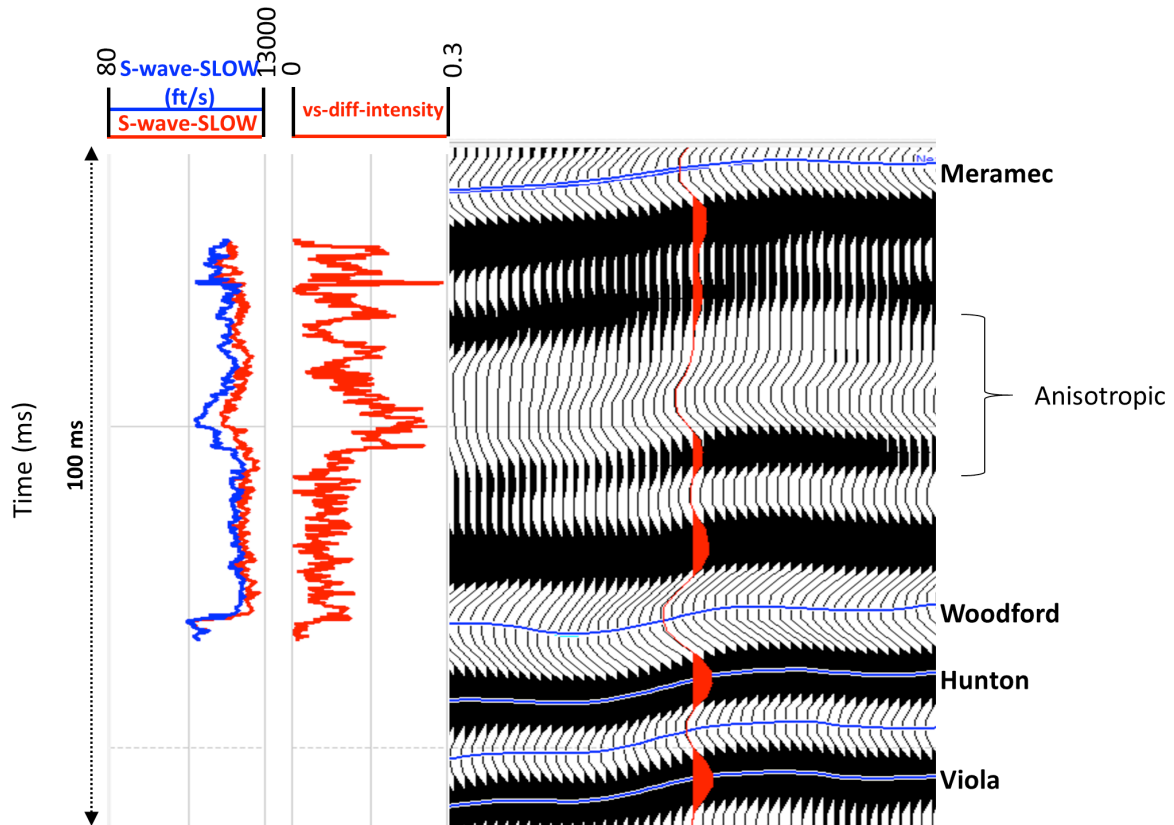 80
S-wave-SLOW
(ft/s)
S-wave-SLOW
13000
0
vs-diff-intensity
0.3
Meramec
Anisotropic
Time (ms)
100 ms
Woodford
Hunton
Viola